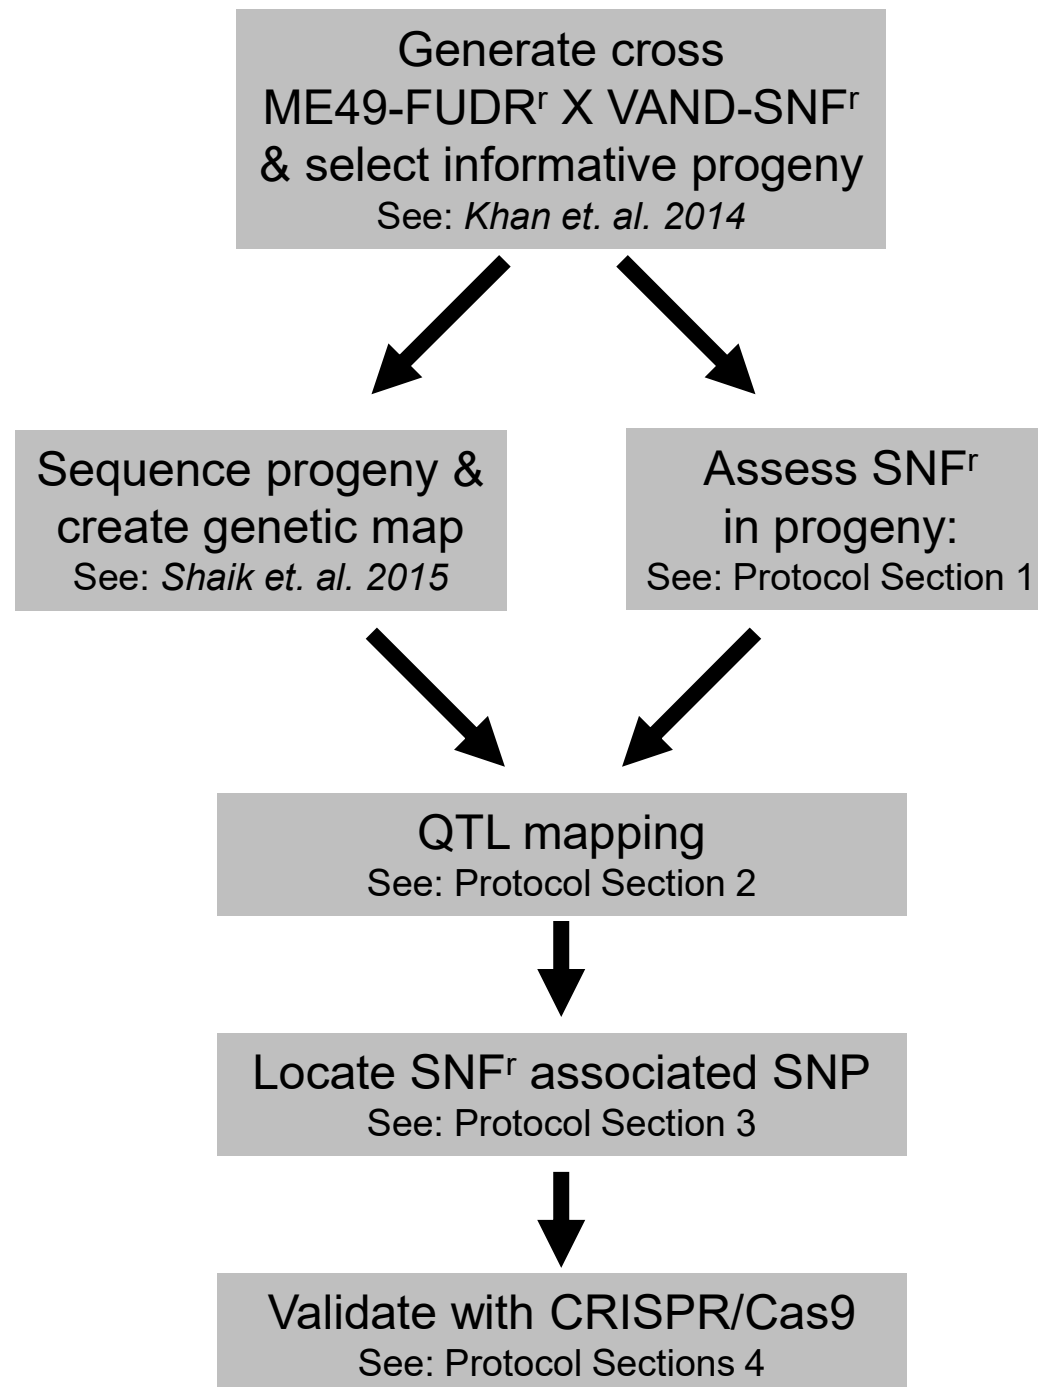 Generate cross
ME49-FUDRʳ X VAND-SNFʳ
& select informative progeny
See: Khan et. al. 2014
Sequence progeny &
create genetic map
See: Shaik et. al. 2015
Assess SNFʳ
in progeny:
See: Protocol Section 1
QTL mapping
See: Protocol Section 2
Locate SNFʳ associated SNP
See: Protocol Section 3
Validate with CRISPR/Cas9
See: Protocol Sections 4